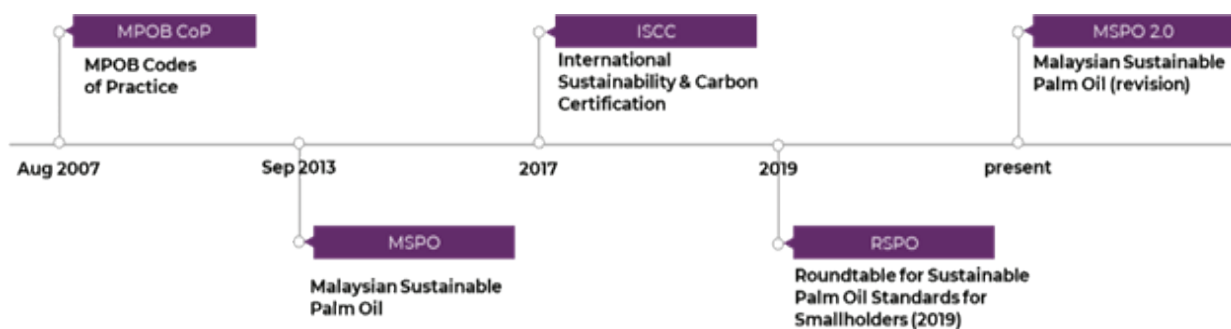 MPOB CoP
MPOB Codes
of Practice
ISCC
International
Sustainability & Carbon
Certification
MSPO 2.0
Malaysian Sustainable
Palm Oil (revision)
Aug 2007
Sep 2013
2017
2019
present
MSPO
Malaysian Sustainable
Palm Oil
RSPO
Roundtable for Sustainable
Palm Oil Standards for
Smallholders (2019)